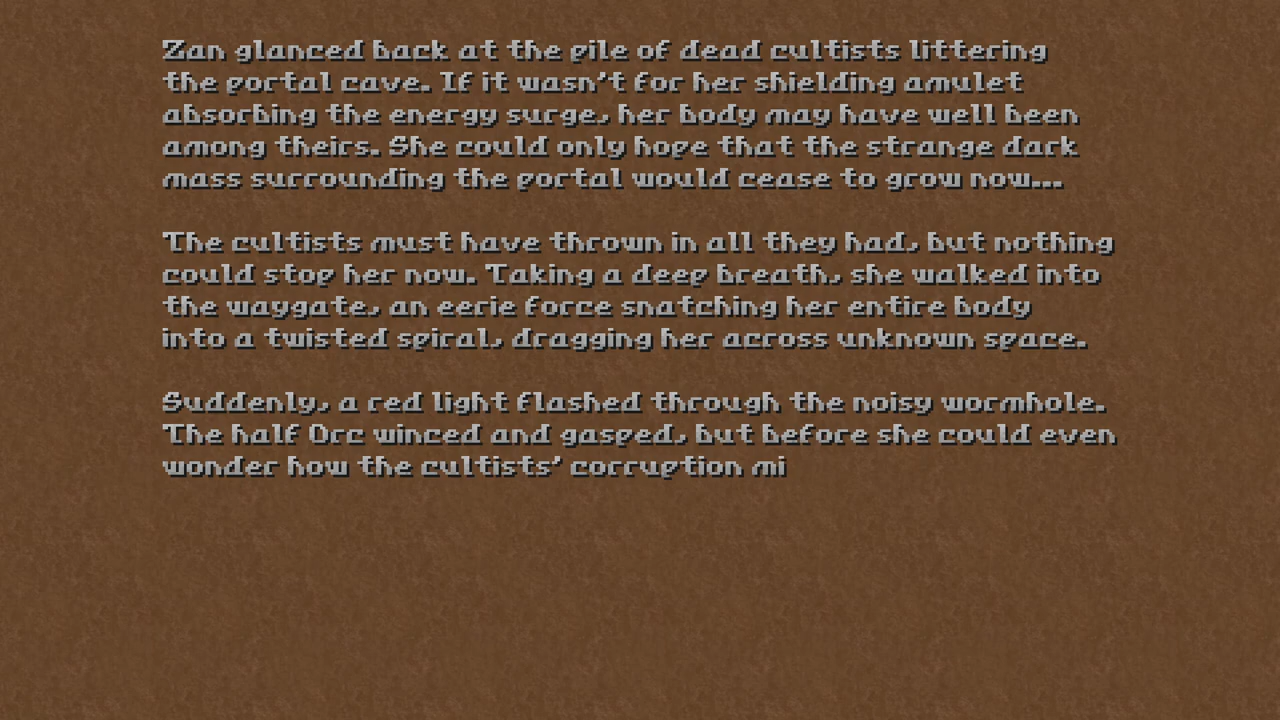 Zan glanced back at the pile of dead cultists littering
the portal cave. If it wasn't for her shielding amulet
absorbing the energy surge, her body may have well been
among theirs. She could only hope that the strange dark
mass surrounding the portal would cease to grow now...
The cultists must have thrown in all they had, but nothing
could stop her now. Taking a deep breath, she walked into
the waygate, an eerie force snatching her entire body
into a twisted spiral, dragging her across unknown space.
Suddenly, a red light flashed through the noisy wormhole.
The half Orc winced and gasped, but before she could even
wonder how the cultists' corruption mi